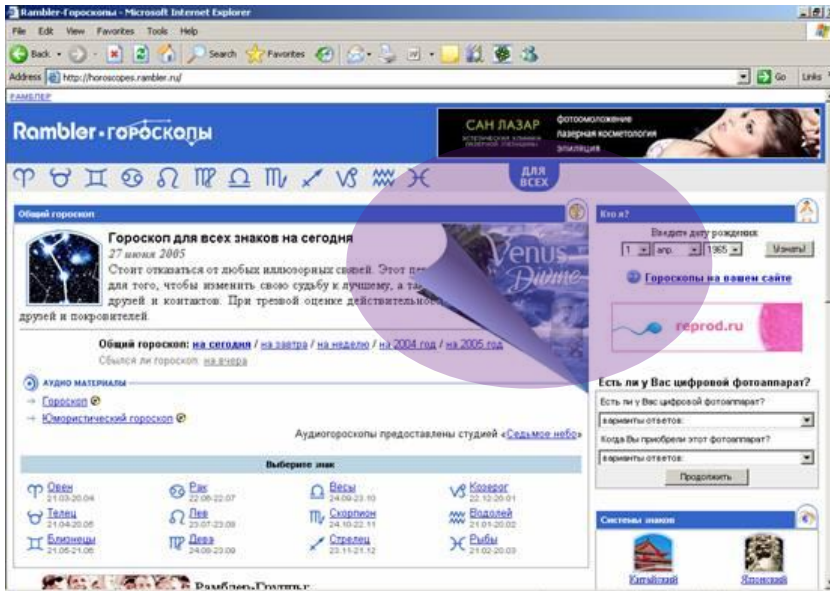 Rambler-Гороскопы - Microsoft Internet Explorer
File Edit View Favorites Tools Help
Back Search Favorites
Address http://horoscopes.rambler.ru/ Go Links
РАМБЛЕР
Rambler-гороскопы
САН ЛАЗАР
фотоомоложение
лазерная косметология
эпиляция
ДЛЯ ВСЕХ
Общий гороскоп
Гороскоп для всех знаков на сегодня
27 июня 2005
Стоит отказаться от любых иллюзорных связей. Этот
для того, чтобы изменить свою судьбу к лучшему, а
друзей и контактов. При трезвой оценке
друзей и покровителей.
Venus Divine
Общий гороскоп: на сегодня / на завтра / на неделю / на 2004 год / на 2005 год
Сбылся ли гороскоп: на вчера
АУДИО МАТЕРИАЛЫ
→ Гороскоп
→ Юмористический гороскоп
Аудиогороскопы предоставлены студией «Седьмое небо»
Выберите знак
Овен
21.03-20.04
Рак
22.06-22.07
Весы
24.09-23.10
Козерог
22.12-20.01
Телец
21.04-20.05
Лев
23.07-23.08
Скорпион
24.10-22.11
Водолей
21.01-20.02
Близнецы
21.05-21.06
Дева
24.08-23.09
Стрелец
23.11-21.12
Рыбы
21.02-20.03
Рамблер-Группы:
Кто я?
Введите дату рождения:
1 апр. 1965 Узнать!
Гороскопы на вашем сайте
reprod.ru
Есть ли у Вас цифровой фотоаппарат?
Есть ли у Вас цифровой фотоаппарат?
варианты ответов:
Когда Вы приобрели этот фотоаппарат?
варианты ответов:
Продолжить
Системы знаков
Китайский
Японский